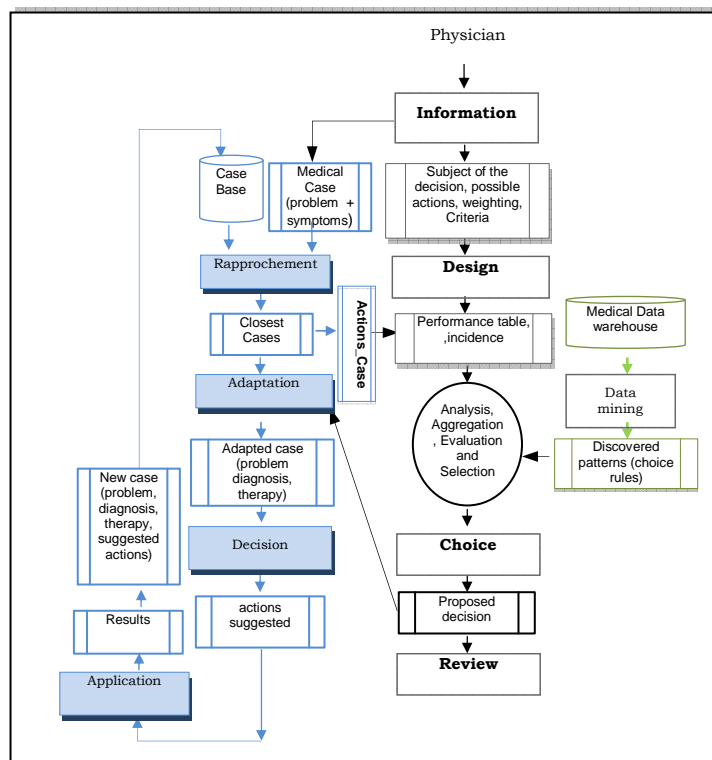 Physician
Information
Case
Base
Medical
Case
(problem +
symptoms)
Subject of the
decision, possible
actions, weighting,
Criteria
Rapprochement
Design
Closest
Cases
Actions_Case
Performance table,
,incidence
Medical Data
warehouse
Adaptation
Data
mining
Analysis,
Aggregation
, Evaluation
and
Selection
Adapted case
(problem
diagnosis,
therapy)
Discovered
patterns (choice
rules)
New case
(problem,
diagnosis,
therapy,
suggested
actions)
Decision
Choice
actions
suggested
Proposed
decision
Results
Review
Application